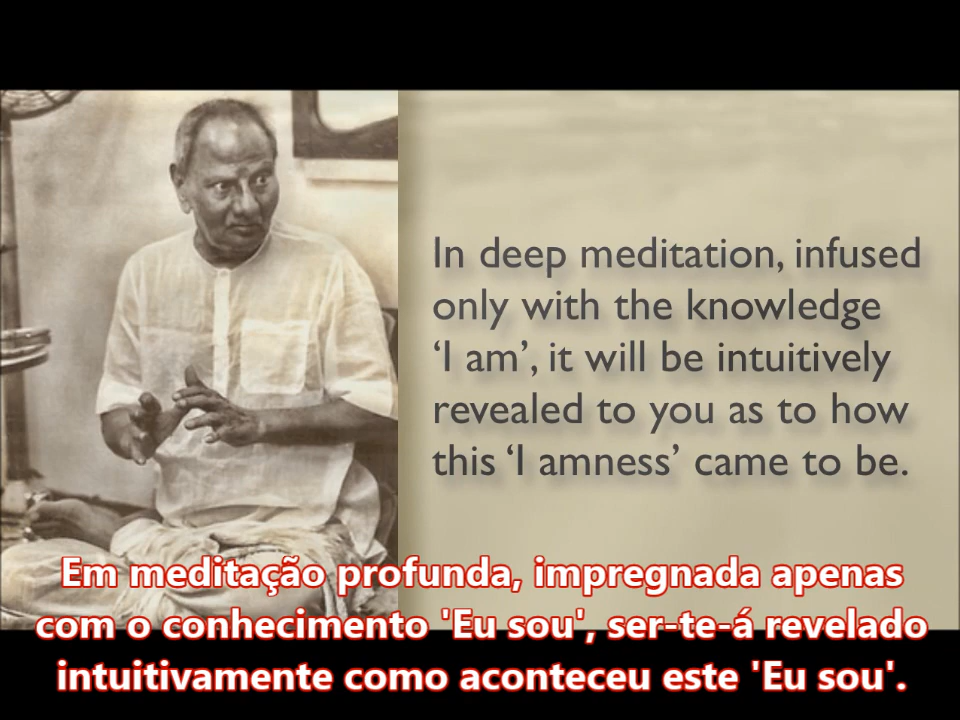 In deep meditation, infused
only with the knowledge
‘I am’, it will be intuitively
revealed to you as to how
this ‘I amness’ came to be.
Em meditação profunda, impregnada apenas
com o conhecimento 'Eu sou', ser-te-á revelado
intuitivamente como aconteceu este 'Eu sou'.